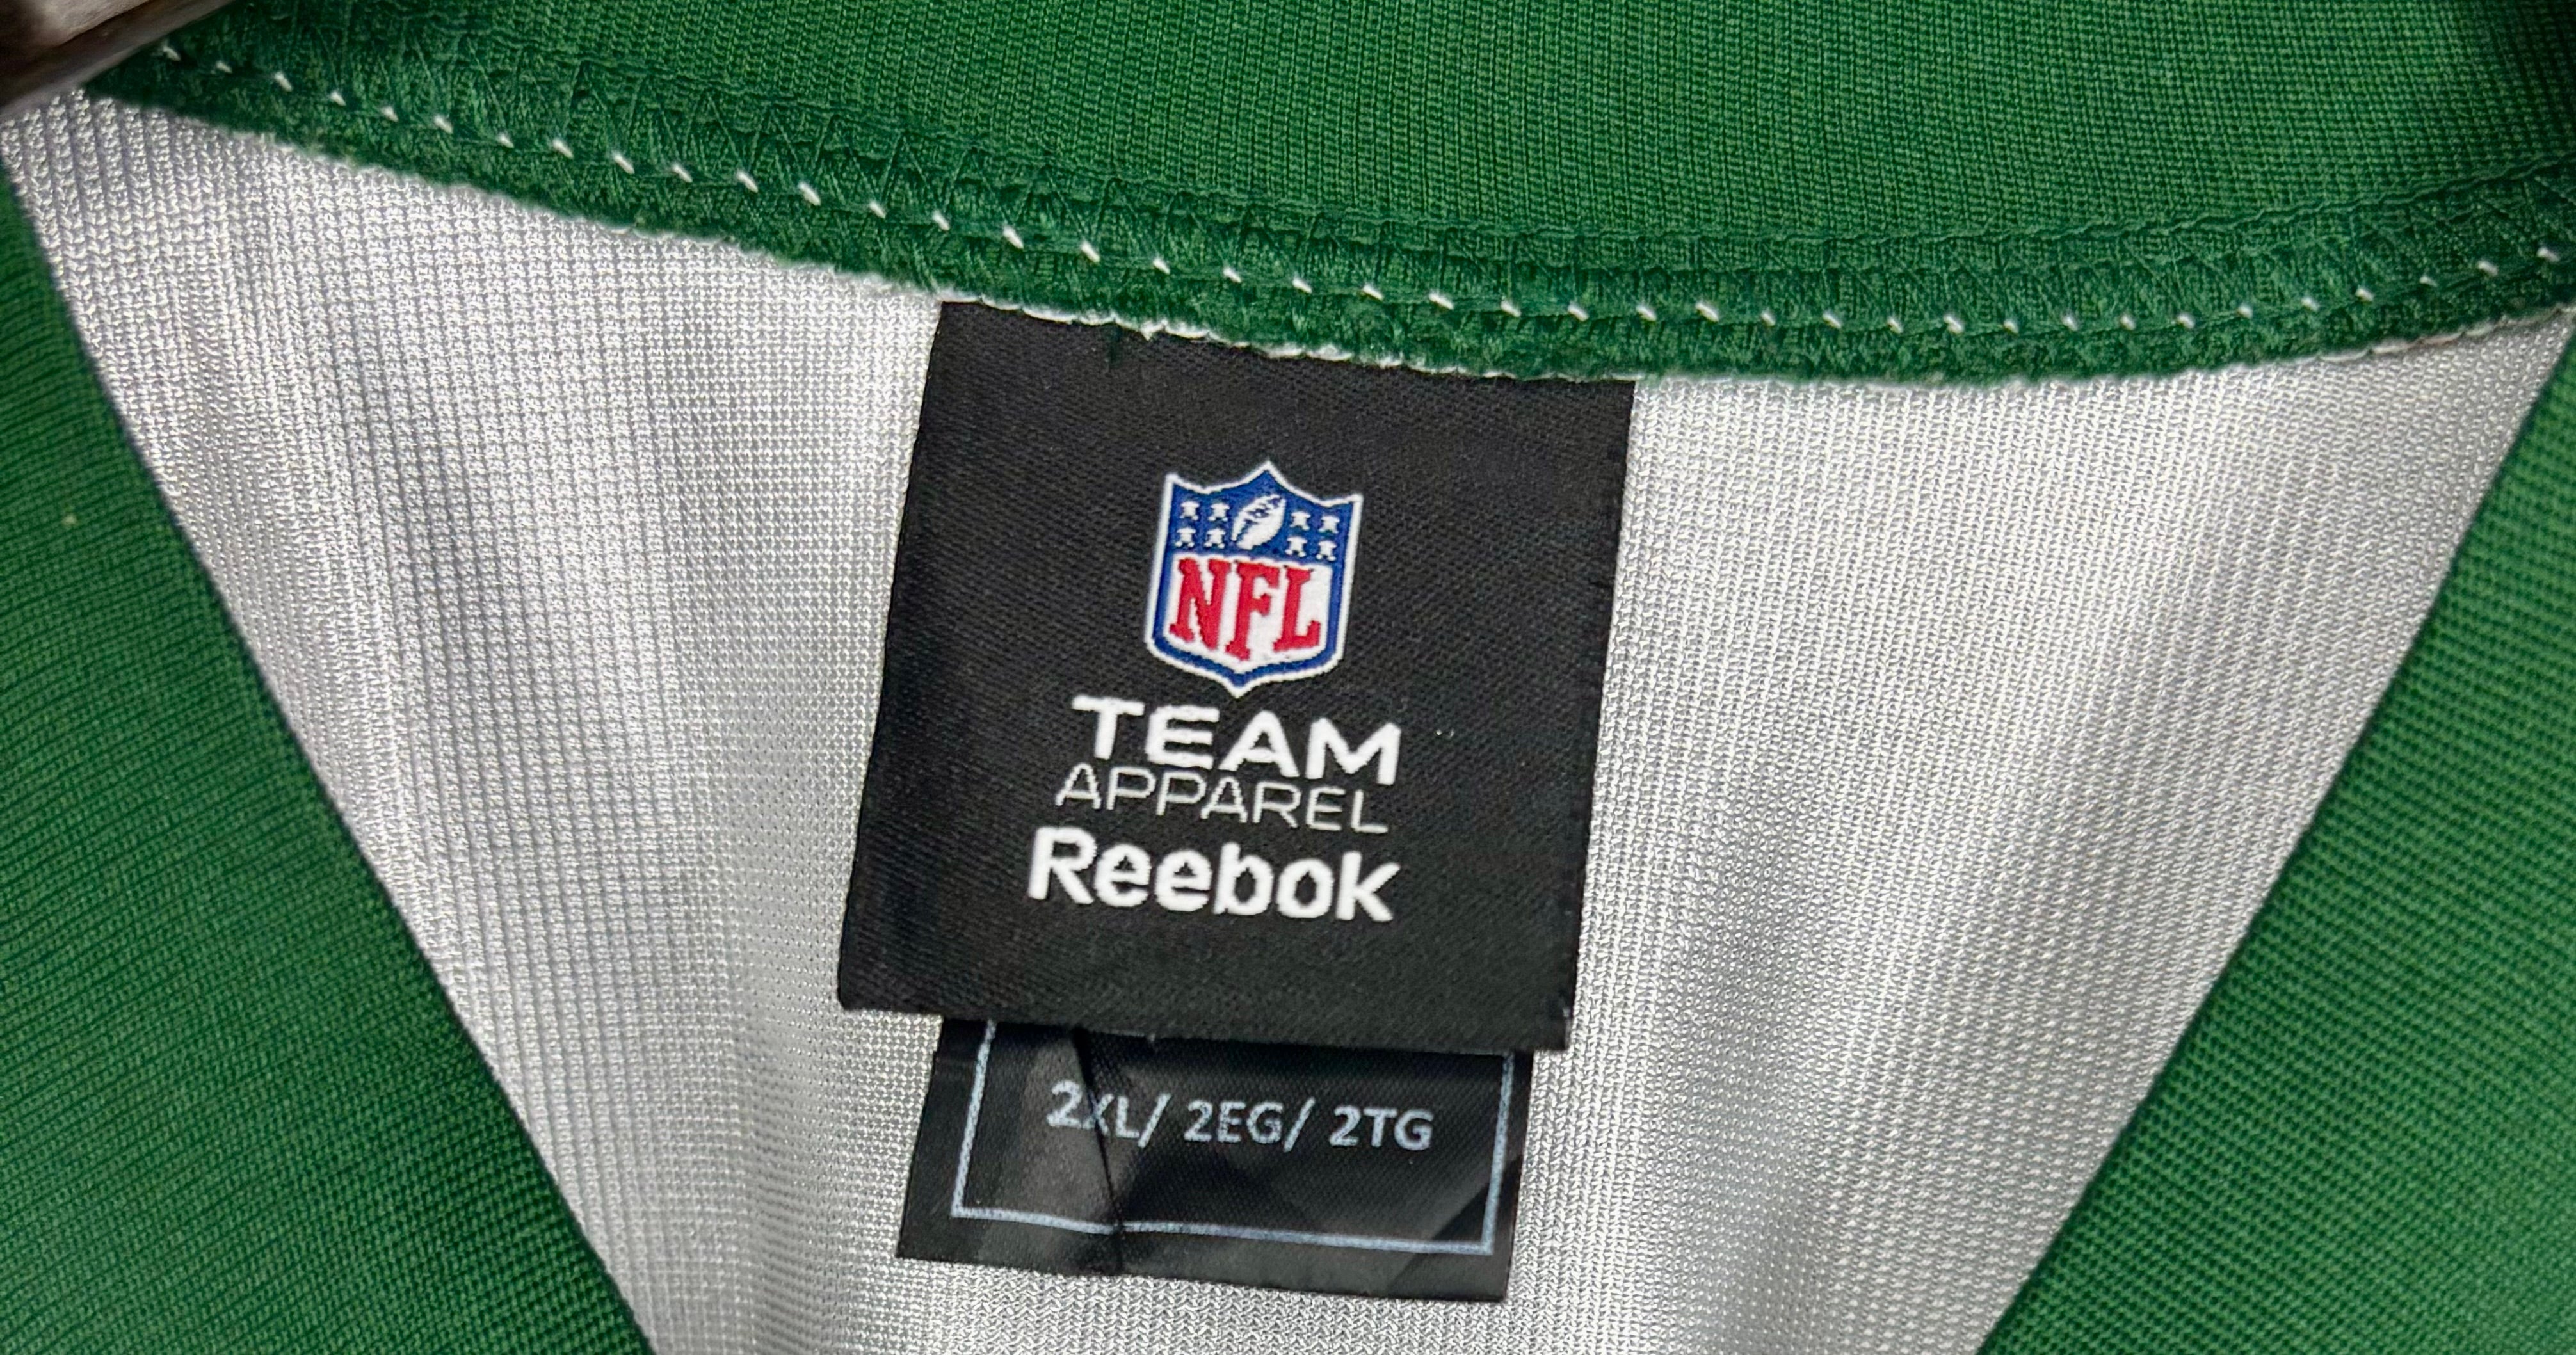 NFL
TEAM
APPAREL
Reebok
2XL/ 2EG/ 2TG